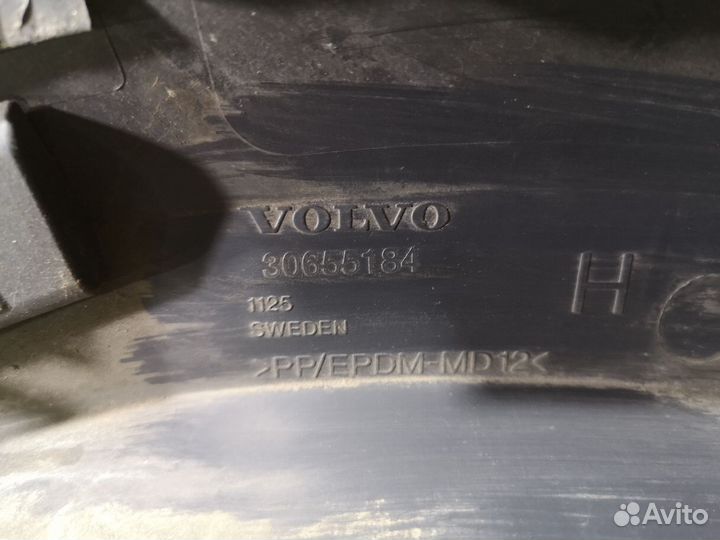 VOLVO
30655184
H
1125
SWEDEN
>PP/EPDM-MD12<
Avito